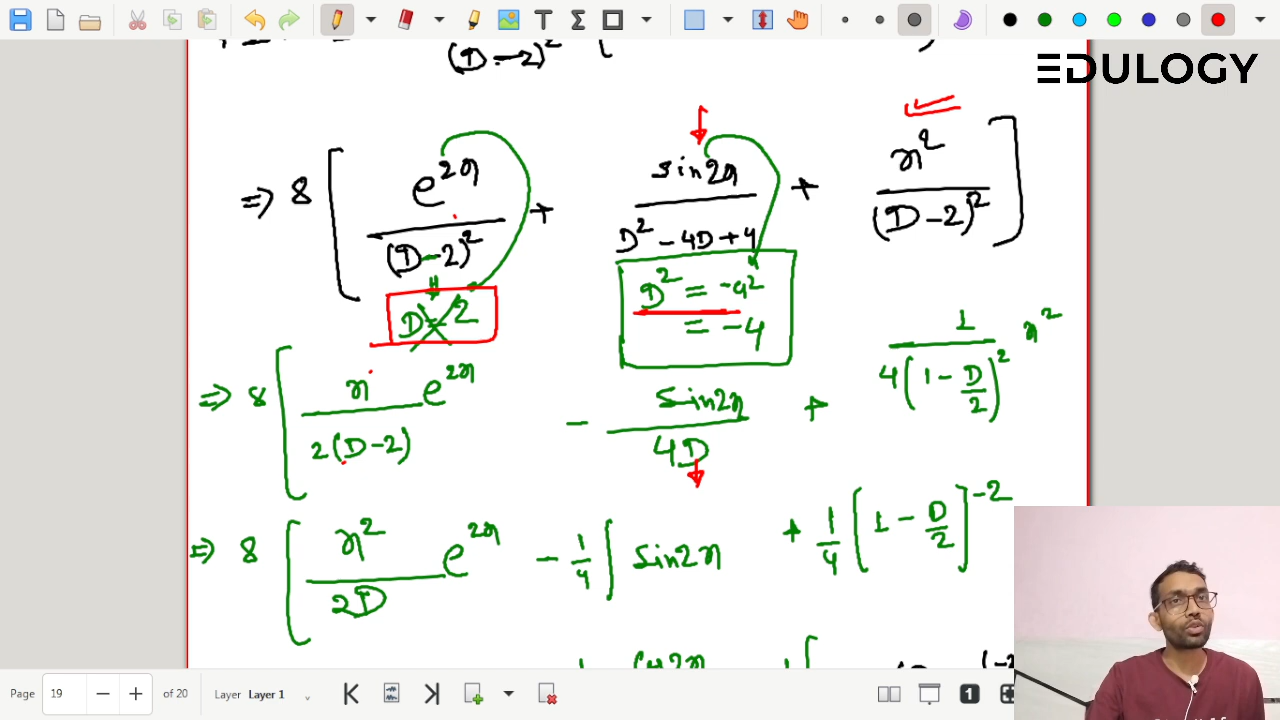 (D-2)²
EDULOGY
=> 8 [ e^{2x} / (D-2)² + sin2x / D² - 4D + 4 + x² / (D-2)² ]
D = 2
D² = -a²
= -4
=> 8 [ x / 2(D-2) e^{2x} - sin2x / 4D + 1 / 4(1 - D/2)² x²
=> 8 [ x² / 2D e^{2x} - 1/4 ∫ sin2x + 1/4 [ 1 - D/2 ]^{-2}
Page 19 of 20 Layer Layer 1 1